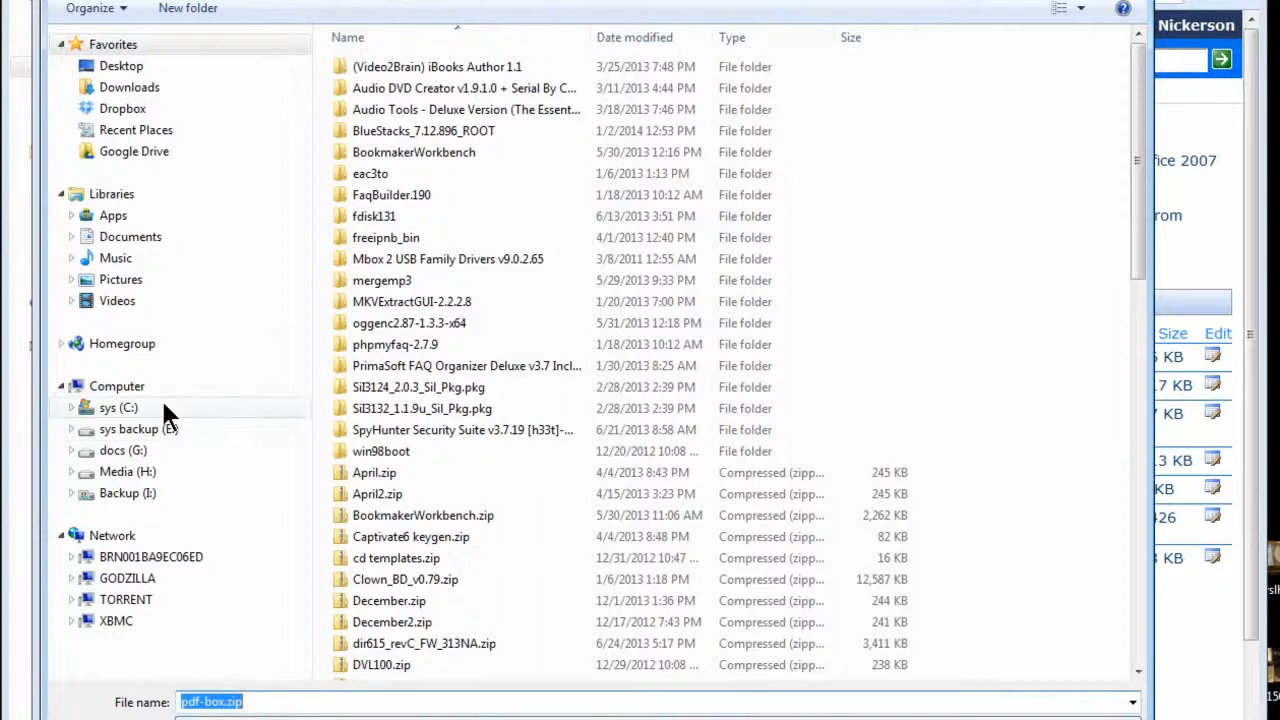 Organize New folder
Nickerson
Favorites
Desktop
Downloads
Dropbox
Recent Places
Google Drive
Libraries
Apps
Documents
Music
Pictures
Videos
Homegroup
Computer
sys (C:)
sys backup (E:)
docs (G:)
Media (H:)
Backup (I:)
Network
BRN001BA9EC06ED
GODZILLA
TORRENT
XBMC
Name Date modified Type Size
(Video2Brain) iBooks Author 1.1 3/25/2013 7:48 PM File folder
Audio DVD Creator v1.9.1.0 + Serial By C... 3/11/2013 4:44 PM File folder
Audio Tools - Deluxe Version (The Essent... 3/18/2013 7:46 PM File folder
BlueStacks_7.12.896_ROOT 1/2/2014 12:53 PM File folder
BookmakerWorkbench 5/30/2013 12:16 PM File folder
eac3to 1/6/2013 1:13 PM File folder
FaqBuilder.190 1/18/2013 10:12 AM File folder
fdisk131 6/13/2013 3:51 PM File folder
freeipnb_bin 4/1/2013 12:40 PM File folder
Mbox 2 USB Family Drivers v9.0.2.65 3/8/2011 12:55 AM File folder
mergemp3 5/29/2013 9:33 PM File folder
MKVExtractGUI-2.2.2.8 1/20/2013 7:00 PM File folder
oggenc2.87-1.3.3-x64 5/31/2013 12:18 PM File folder
phpmyfaq-2.7.9 1/18/2013 10:12 AM File folder
PrimaSoft FAQ Organizer Deluxe v3.7 Incl... 1/30/2013 8:25 AM File folder
SiI3124_2.0.3_Sil_Pkg.pkg 2/28/2013 2:39 PM File folder
SiI3132_1.1.9u_Sil_Pkg.pkg 2/28/2013 2:39 PM File folder
SpyHunter Security Suite v3.7.19 [h33t]-... 6/21/2013 8:58 AM File folder
win98boot 12/20/2012 10:08 ... File folder
April.zip 4/4/2013 8:43 PM Compressed (zipp... 245 KB
April2.zip 4/15/2013 3:23 PM Compressed (zipp... 245 KB
BookmakerWorkbench.zip 5/30/2013 11:06 AM Compressed (zipp... 2,262 KB
Captivate6 keygen.zip 4/4/2013 8:48 PM Compressed (zipp... 82 KB
cd templates.zip 12/31/2012 10:47 ... Compressed (zipp... 16 KB
Clown_BD_v0.79.zip 1/6/2013 1:18 PM Compressed (zipp... 12,587 KB
December.zip 12/1/2013 1:36 PM Compressed (zipp... 244 KB
December2.zip 12/17/2012 7:43 PM Compressed (zipp... 241 KB
dir615_revC_FW_313NA.zip 6/24/2013 5:17 PM Compressed (zipp... 3,411 KB
DVL100.zip 12/29/2012 10:08 ... Compressed (zipp... 238 KB
File name: pdf-box.zip
fice 2007
rom
Size Edit
KB
17 KB
KB
13 KB
KB
426
KB